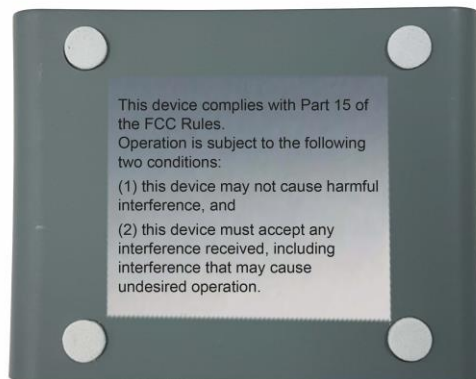 This device complies with Part 15 of
the FCC Rules.
Operation is subject to the following
two conditions:
(1) this device may not cause harmful
interference, and
(2) this device must accept any
interference received, including
interference that may cause
undesired operation.